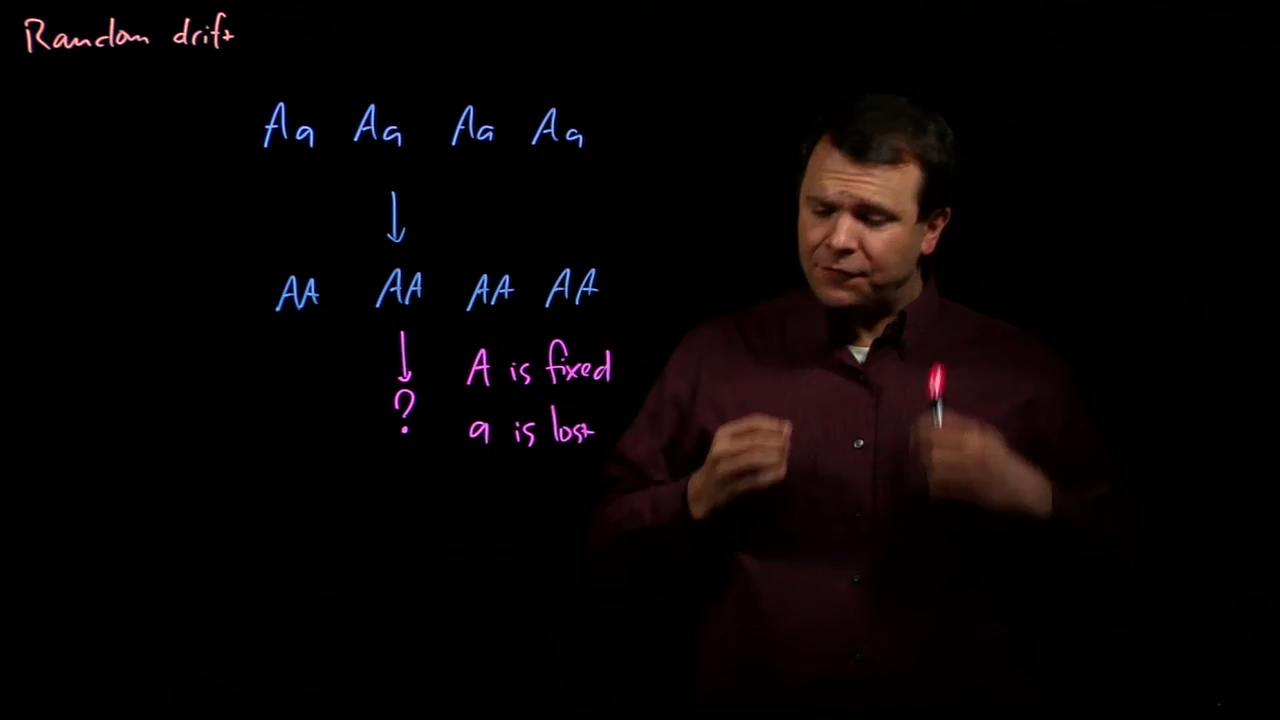 Random drift
Aa Aa Aa Aa
↓
AA AA AA AA
↓ A is fixed
? a is lost